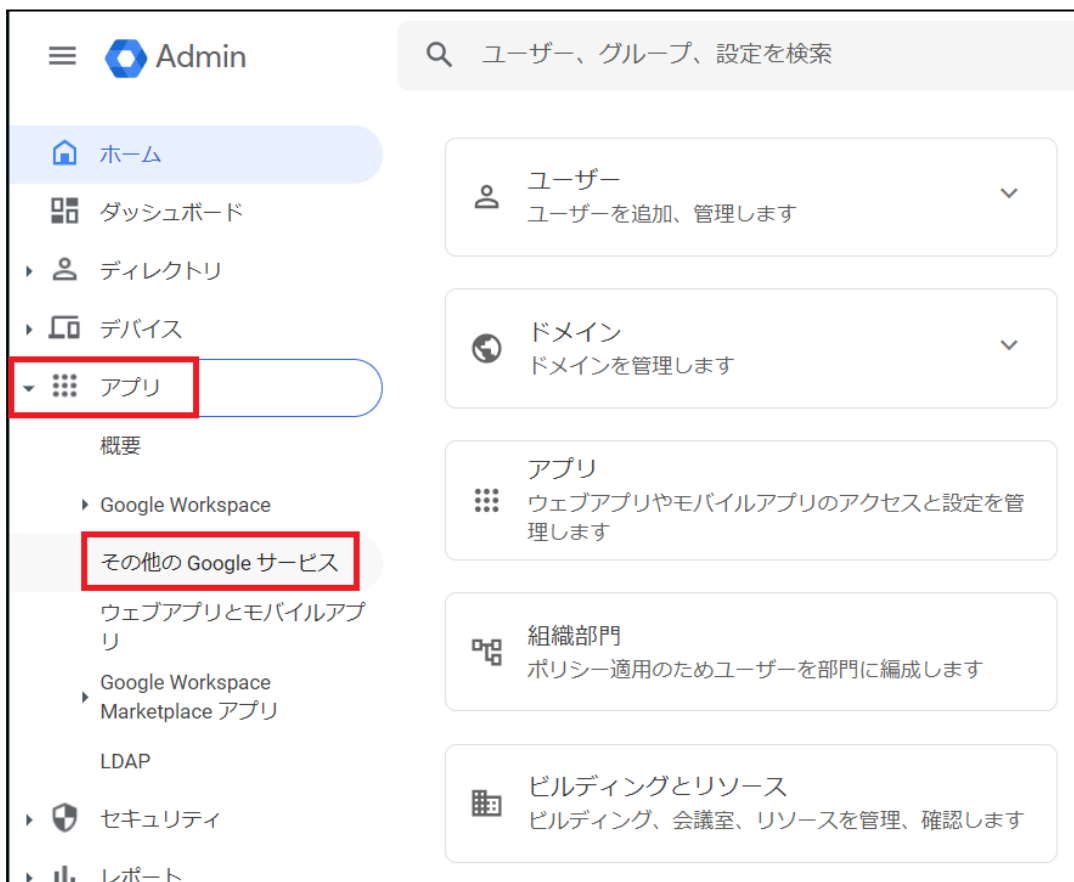 Admin
ユーザー、グループ、設定を検索
ホーム
ダッシュボード
ディレクトリ
デバイス
アプリ
概要
Google Workspace
その他の Google サービス
ウェブアプリとモバイルアプ
リ
Google Workspace
Marketplace アプリ
LDAP
セキュリティ
レポート
ユーザー
ユーザーを追加、管理します
ドメイン
ドメインを管理します
アプリ
ウェブアプリやモバイルアプリのアクセスと設定を管
理します
組織部門
ポリシー適用のためユーザーを部門に編成します
ビルディングとリソース
ビルディング、会議室、リソースを管理、確認します